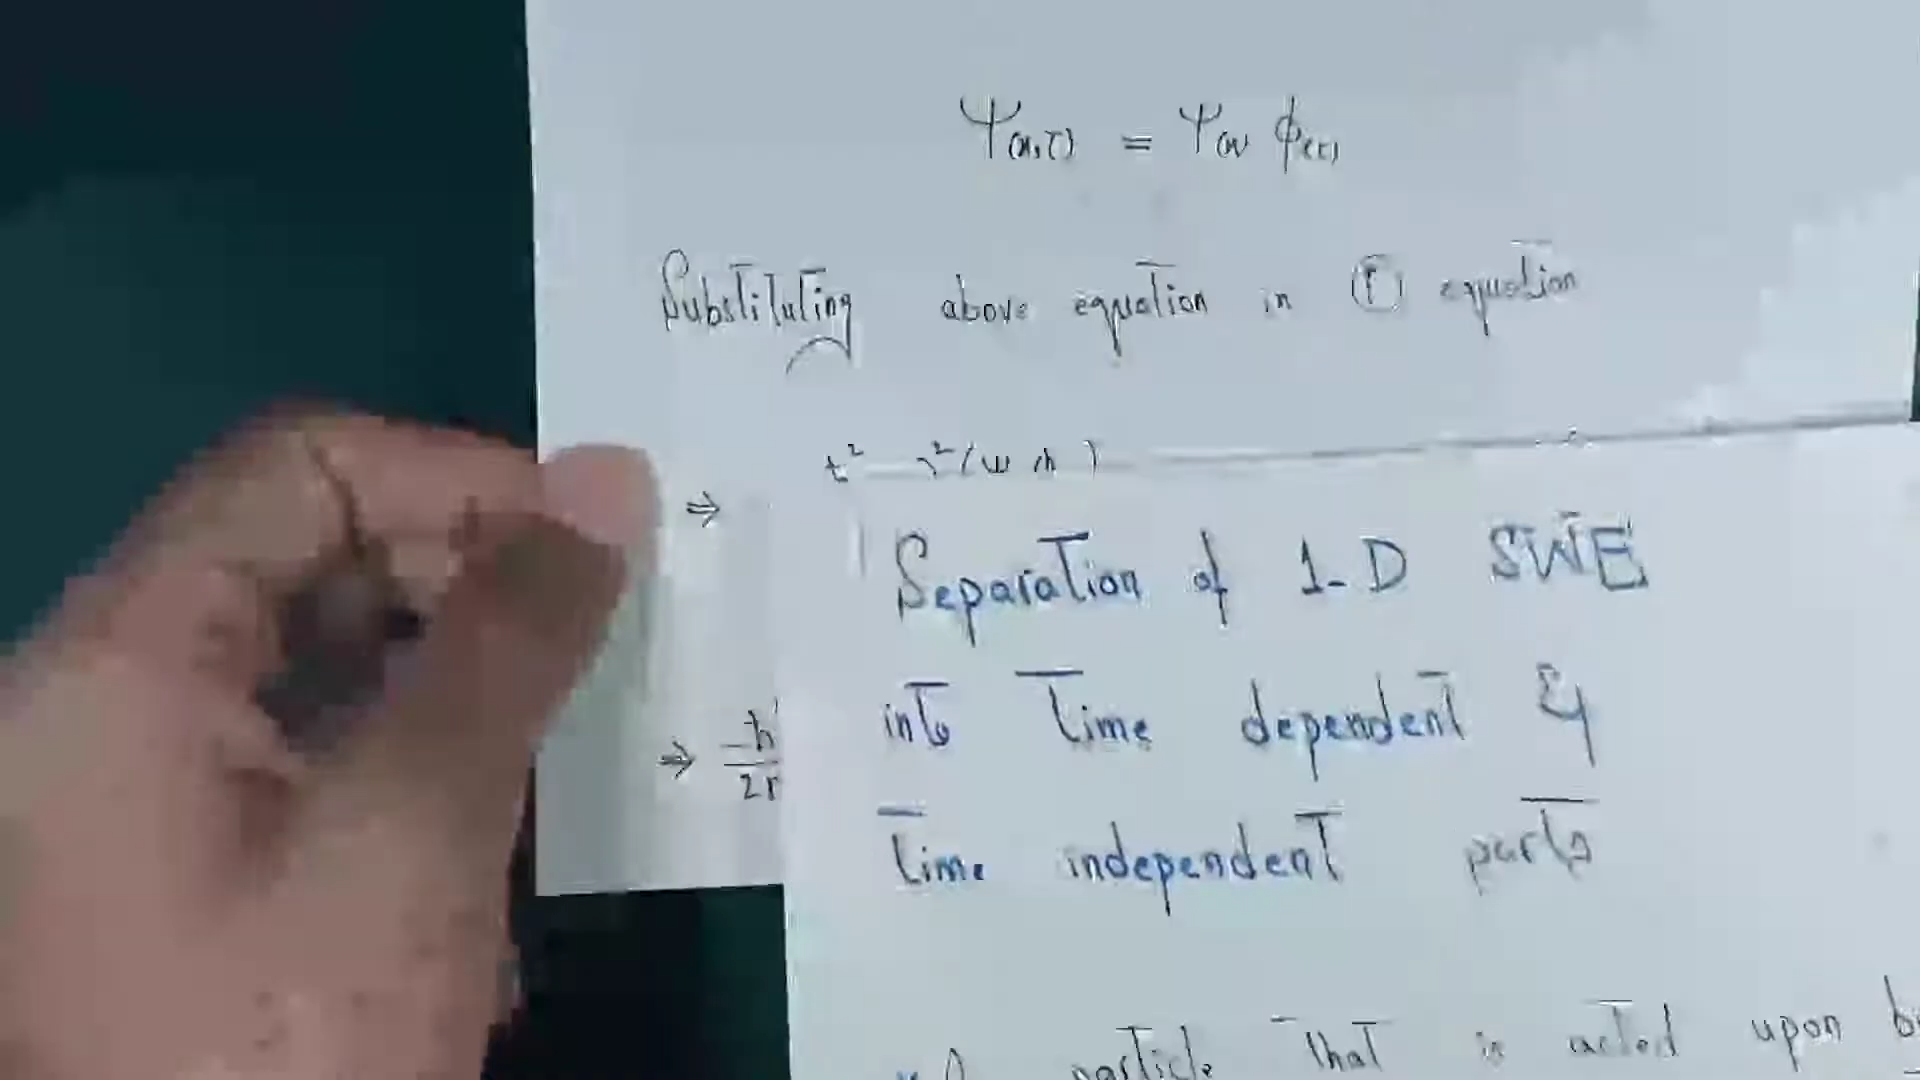 Ψ(x,t) = Ψ(x) ϕ(t)
Substituting above equation in ① equation
⇒
⇒ -ħ
2m
Separation of 1-D SWE
into Time dependent &
Time independent parts
A particle that is acted upon